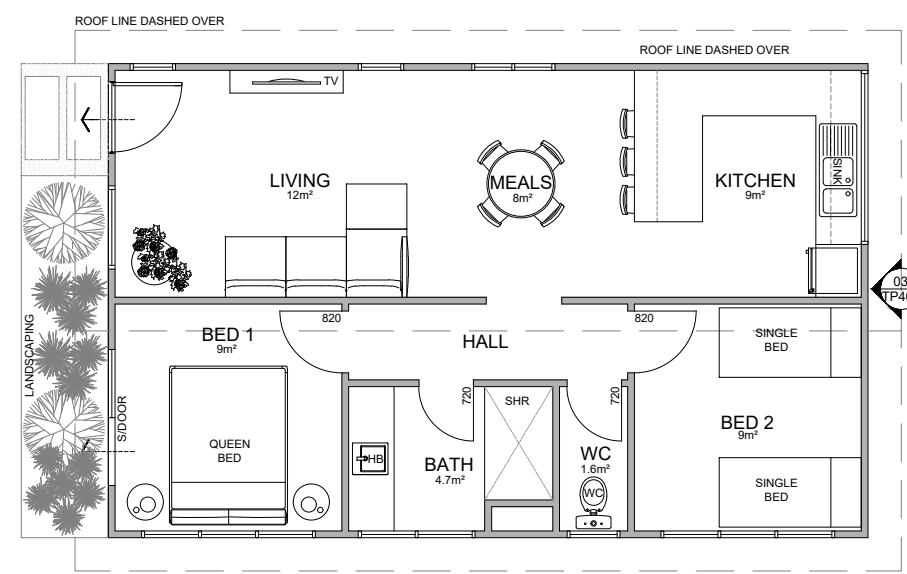 ROOF LINE DASHED OVER
ROOF LINE DASHED OVER
TV
LIVING
12m²
MEALS
8m²
KITCHEN
9m²
SINK
03
TP40
820
820
BED 1
9m²
HALL
SINGLE
BED
LANDSCAPING
S/DOOR
720
SHR
720
BED 2
9m²
QUEEN
BED
HB
BATH
4.7m²
WC
1.6m²
WC
SINGLE
BED